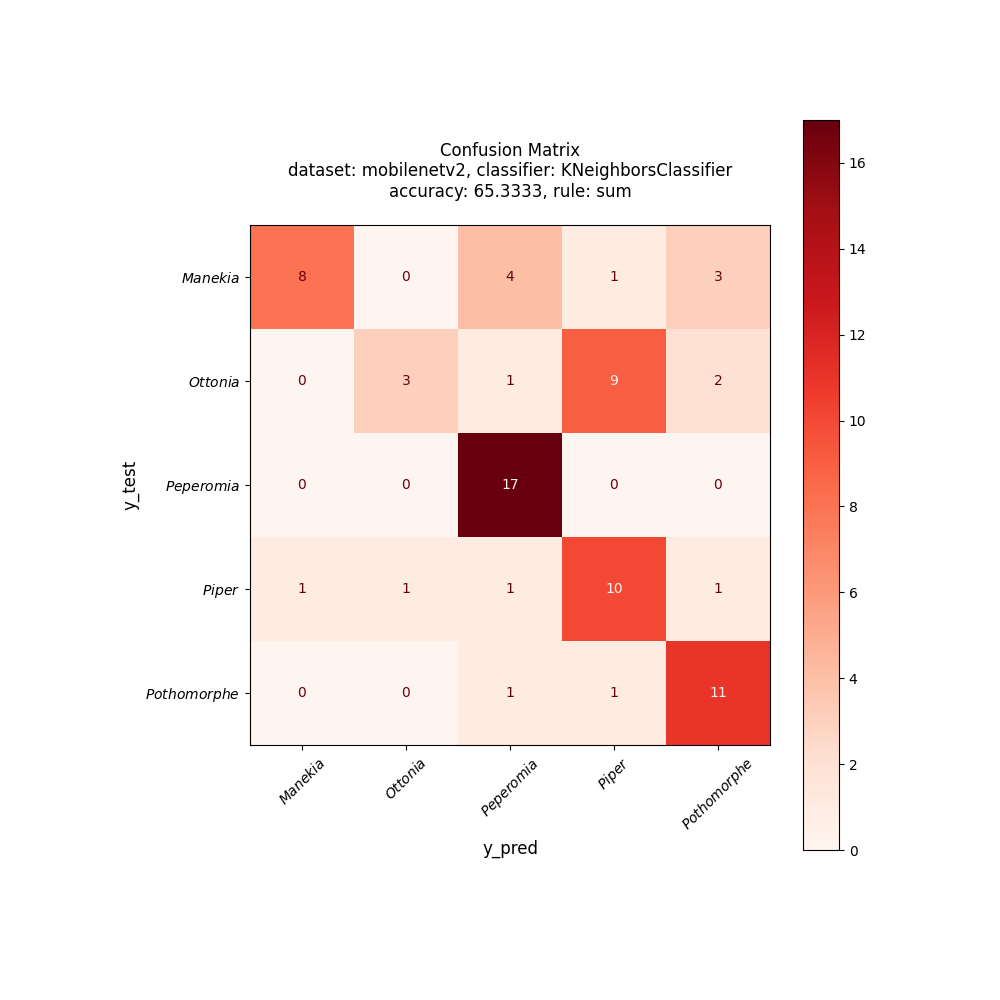 Confusion Matrix
dataset: mobilenetv2, classifier: KNeighborsClassifier
accuracy: 65.3333, rule: sum
y_test
Manekia 8 0 4 1 3
Ottonia 0 3 1 9 2
Peperomia 0 0 17 0 0
Piper 1 1 1 10 1
Pothomorphe 0 0 1 1 11
Manekia Ottonia Peperomia Piper Pothomorphe
y_pred
16
14
12
10
8
6
4
2
0